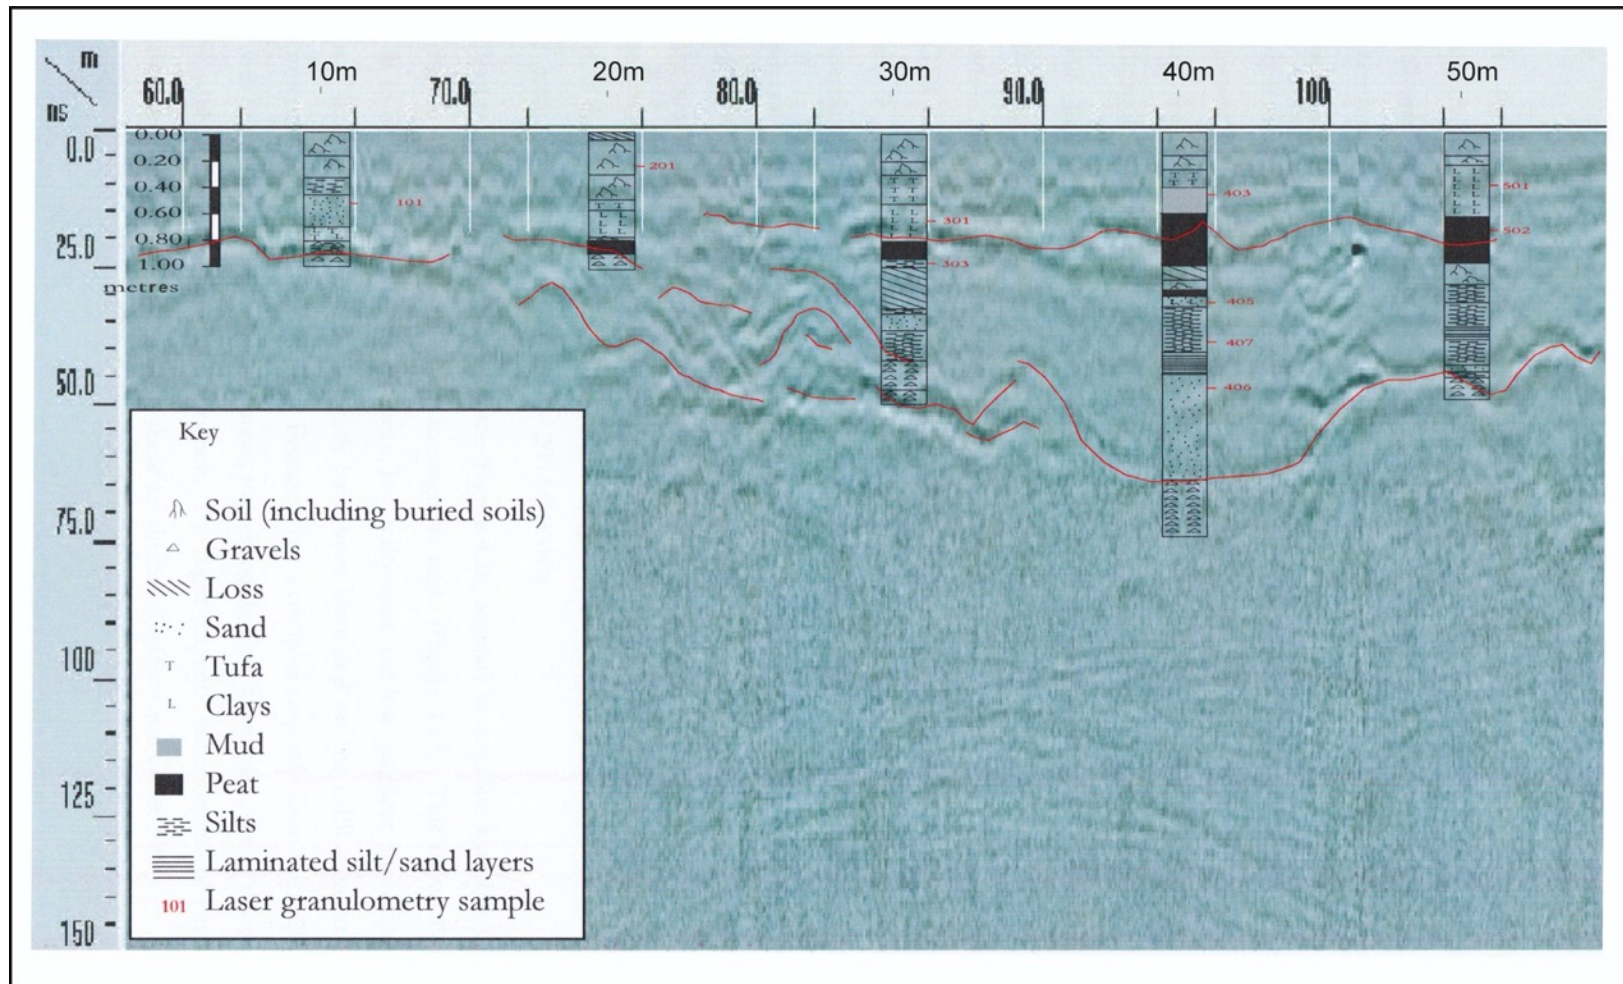 m
ns
10m 20m 30m 40m 50m
60.0 70.0 80.0 90.0 100
0.0
25.0
50.0
75.0
100
125
150
0.00
0.20
0.40
0.60
0.80
1.00
metres
101
201
301
303
403
405
407
406
501
502
Key
Soil (including buried soils)
Gravels
Loss
Sand
T Tufa
L Clays
Mud
Peat
Silts
Laminated silt/sand layers
101 Laser granulometry sample